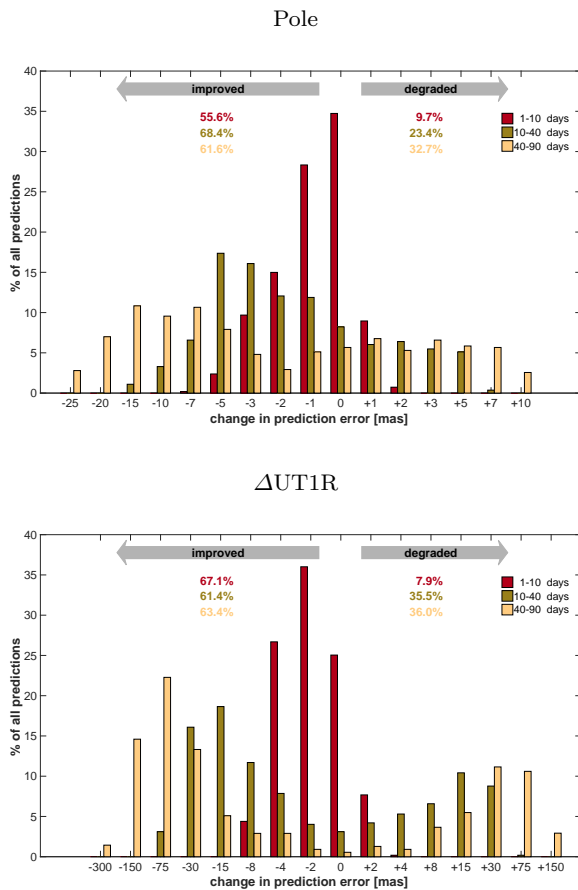 Pole
40
35
30
25
20
15
10
5
0
% of all predictions
improved
degraded
55.6%
68.4%
61.6%
9.7%
23.4%
32.7%
1-10 days
10-40 days
40-90 days
-25 -20 -15 -10 -7 -5 -3 -2 -1 0 +1 +2 +3 +5 +7 +10
change in prediction error [mas]
ΔUT1R
40
35
30
25
20
15
10
5
0
% of all predictions
improved
degraded
67.1%
61.4%
63.4%
7.9%
35.5%
36.0%
1-10 days
10-40 days
40-90 days
-300 -150 -75 -30 -15 -8 -4 -2 0 +2 +4 +8 +15 +30 +75 +150
change in prediction error [mas]